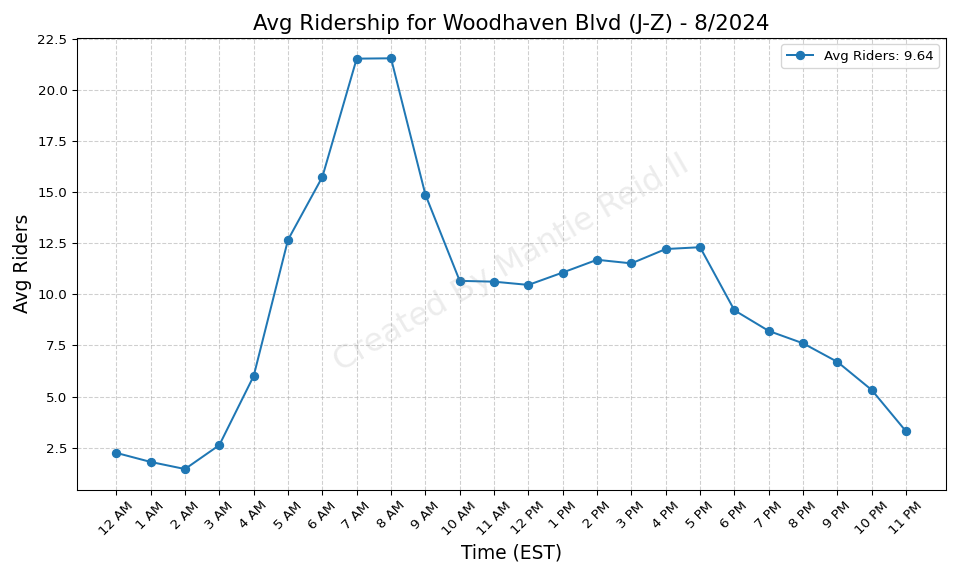 Avg Ridership for Woodhaven Blvd (J-Z) - 8/2024
Avg Riders: 9.64
22.5
20.0
17.5
15.0
12.5
10.0
7.5
5.0
2.5
Avg Riders
Created By Mantie Reid II
12 AM
1 AM
2 AM
3 AM
4 AM
5 AM
6 AM
7 AM
8 AM
9 AM
10 AM
11 AM
12 PM
1 PM
2 PM
3 PM
4 PM
5 PM
6 PM
7 PM
8 PM
9 PM
10 PM
11 PM
Time (EST)